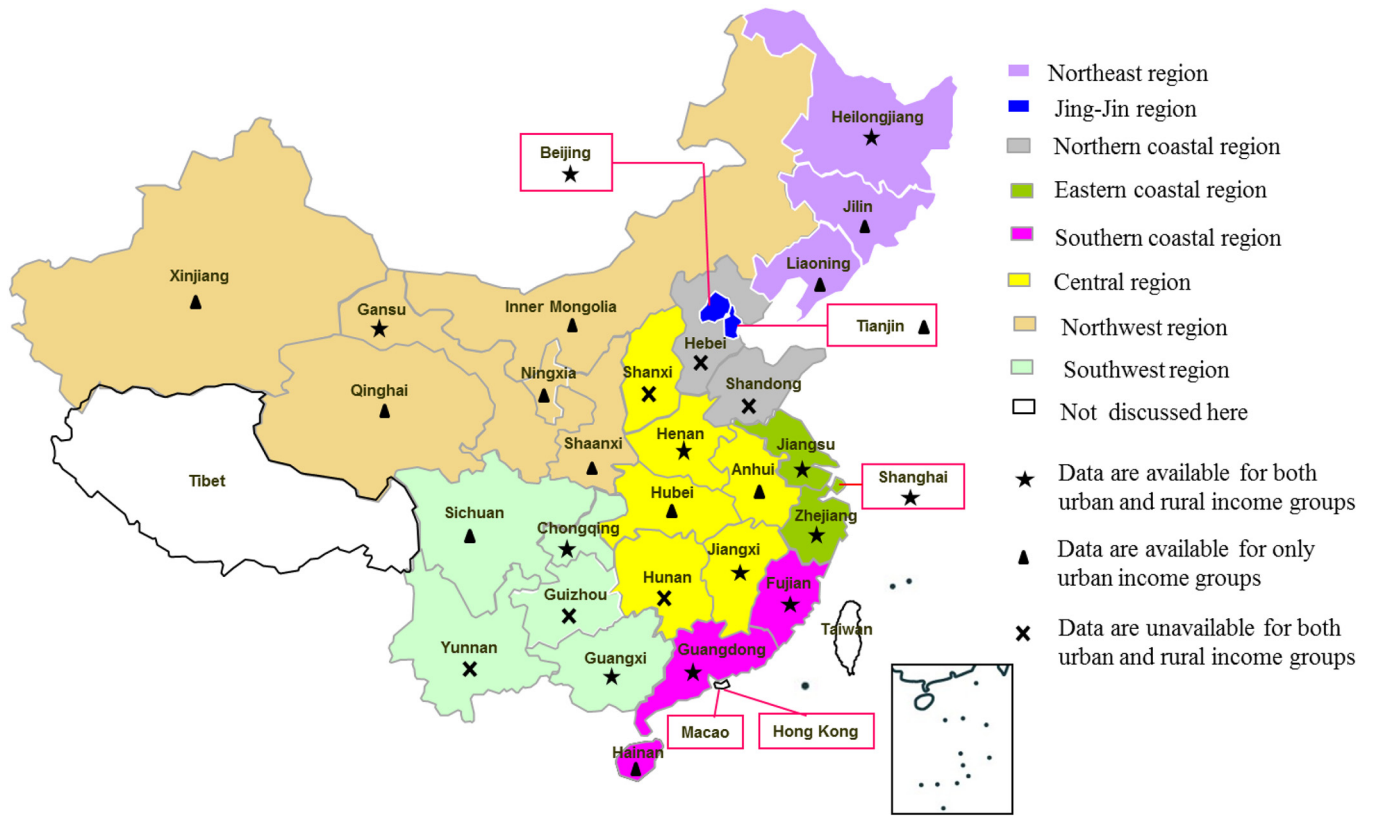 Heilongjiang
Beijing
Jilin
Liaoning
Xinjiang
Gansu
Inner Mongolia
Tianjin
Hebei
Ningxia
Shanxi
Qinghai
Shandong
Henan
Shaanxi
Jiangsu
Anhui
Tibet
Shanghai
Hubei
Sichuan
Zhejiang
Chongqing
Jiangxi
Hunan
Fujian
Guizhou
Taiwan
Yunnan
Guangxi
Guangdong
Macao
Hong Kong
Hainan
Northeast region
Jing-Jin region
Northern coastal region
Eastern coastal region
Southern coastal region
Central region
Northwest region
Southwest region
Not discussed here
Data are available for both
urban and rural income groups
Data are available for only
urban income groups
Data are unavailable for both
urban and rural income groups